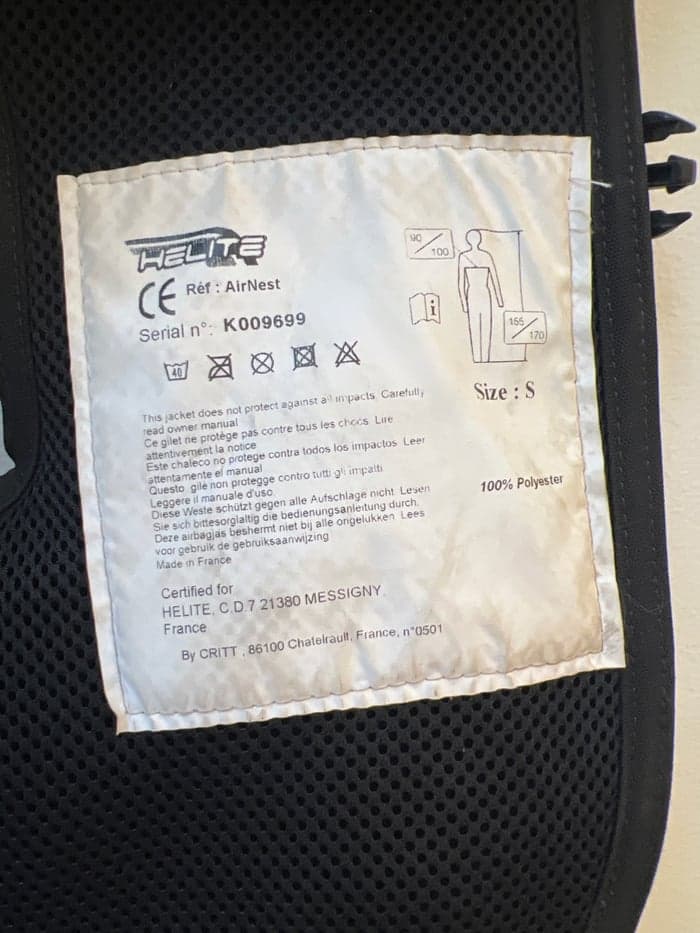 HELITE
CE Réf : AirNest
Serial n°: K009699
90
100
i
155
170
40
Size : S
This jacket does not protect against all impacts. Carefully
read owner manual
Ce gilet ne protège pas contre tous les chocs. Lire
attentivement la notice
Este chaleco no protege contra todos los impactos. Leer
attentamente el manual
Questo gile non protegge contro tutti gli impatti
Leggere il manuale d'uso.
Diese Weste schützt gegen alle Aufschlage nicht. Lesen
Sie sich bittesorglaltig die bedienungsanleitung durch.
Deze airbagjas beshermt niet bij alle ongelukken. Lees
voor gebruik de gebruiksaanwijzing
Made in France
100% Polyester
Certified for
HELITE, C.D.7 21380 MESSIGNY,
France
By CRITT , 86100 Chatelrault, France, n°0501